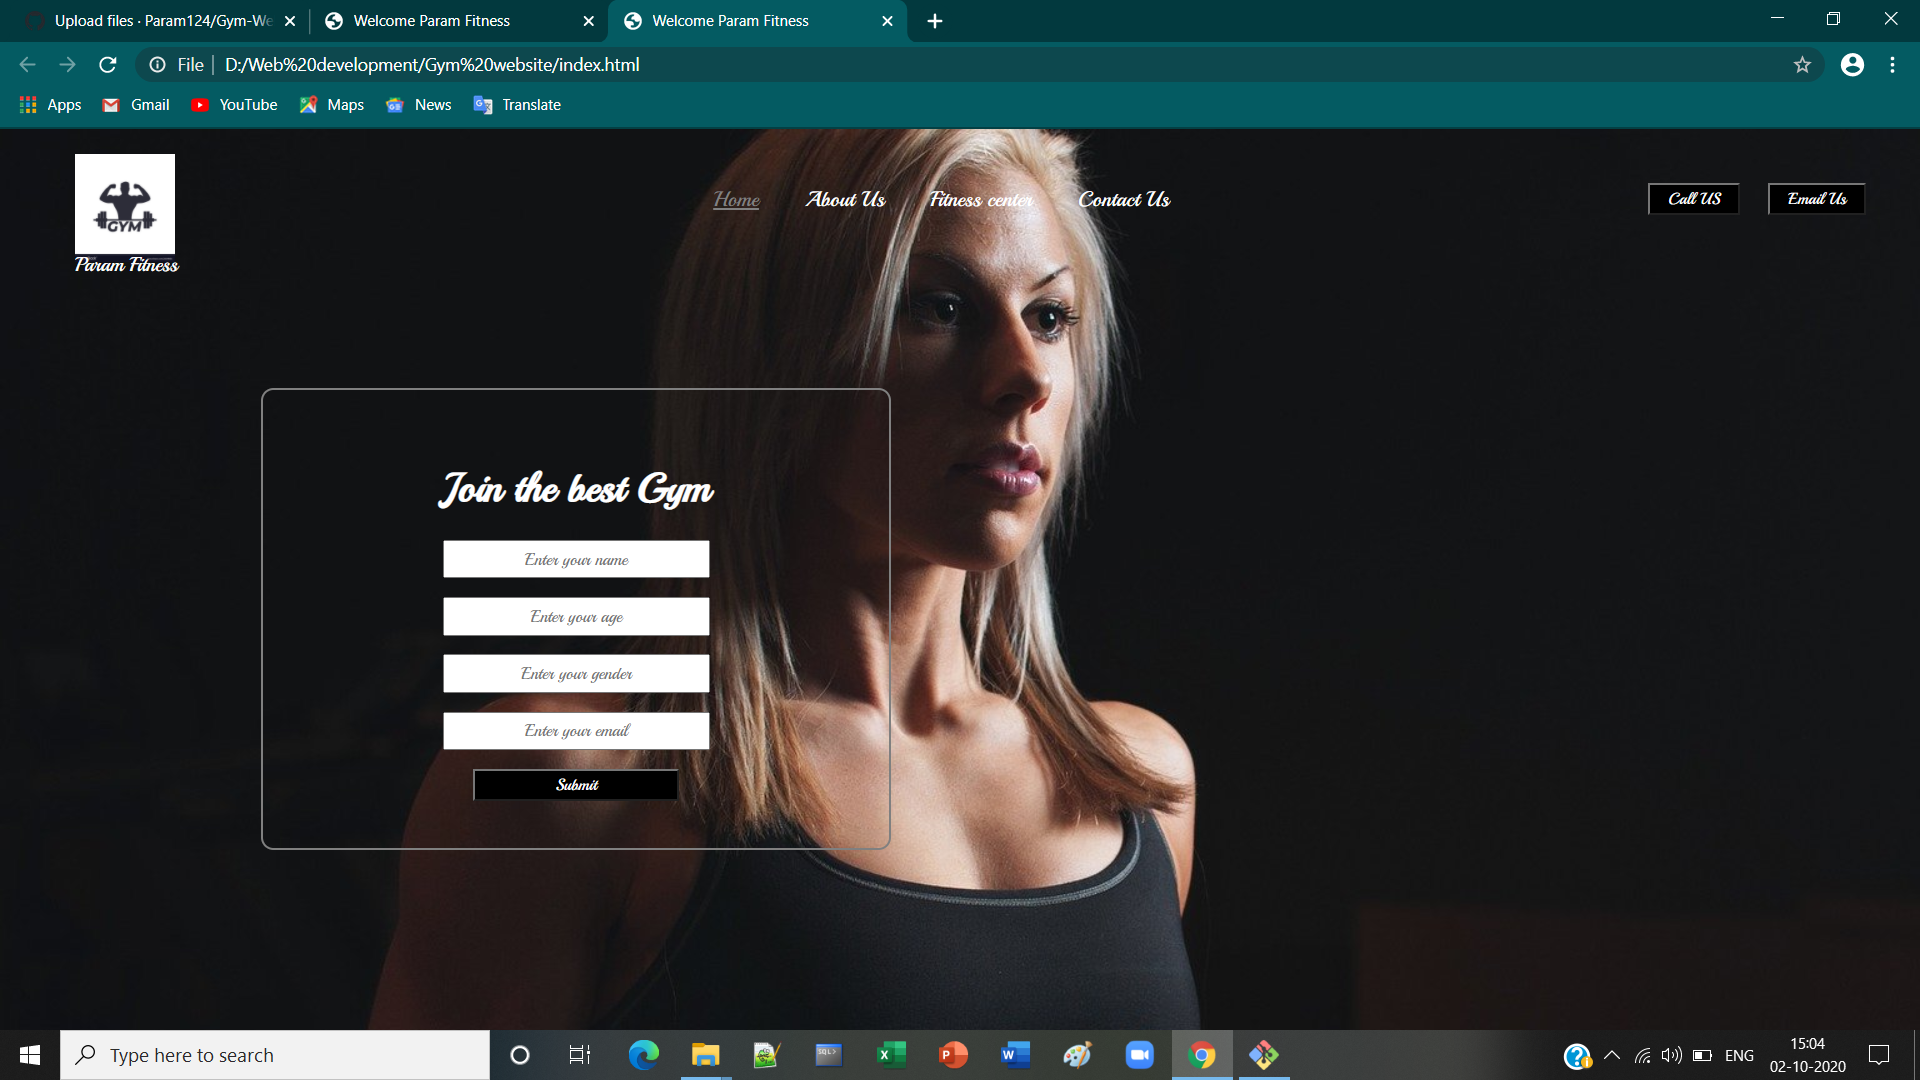 Upload files · Param124/Gym-We
Welcome Param Fitness
Welcome Param Fitness
File
D:/Web%20development/Gym%20website/index.html
Apps
Gmail
YouTube
Maps
News
Translate
GYM
Param Fitness
Home
About Us
Fitness center
Contact Us
Call US
Email Us
Join the best Gym
Enter your name
Enter your age
Enter your gender
Enter your email
Submit
Type here to search
ENG
15:04
02-10-2020